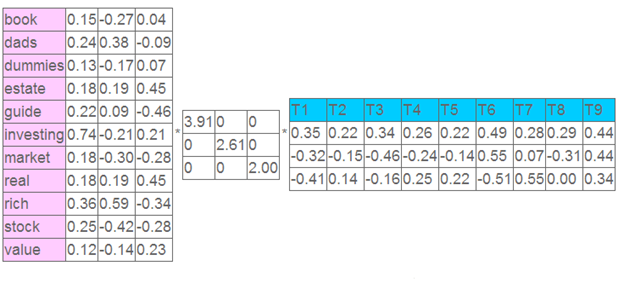 book 0.15 -0.27 0.04
dads 0.24 0.38 -0.09
dummies 0.13 -0.17 0.07
estate 0.18 0.19 0.45
guide 0.22 0.09 -0.46
investing 0.74 -0.21 0.21
market 0.18 -0.30 -0.28
real 0.18 0.19 0.45
rich 0.36 0.59 -0.34
stock 0.25 -0.42 -0.28
value 0.12 -0.14 0.23
*
3.91 0 0
0 2.61 0
0 0 2.00
*
T1 T2 T3 T4 T5 T6 T7 T8 T9
0.35 0.22 0.34 0.26 0.22 0.49 0.28 0.29 0.44
-0.32 -0.15 -0.46 -0.24 -0.14 0.55 0.07 -0.31 0.44
-0.41 0.14 -0.16 0.25 0.22 -0.51 0.55 0.00 0.34